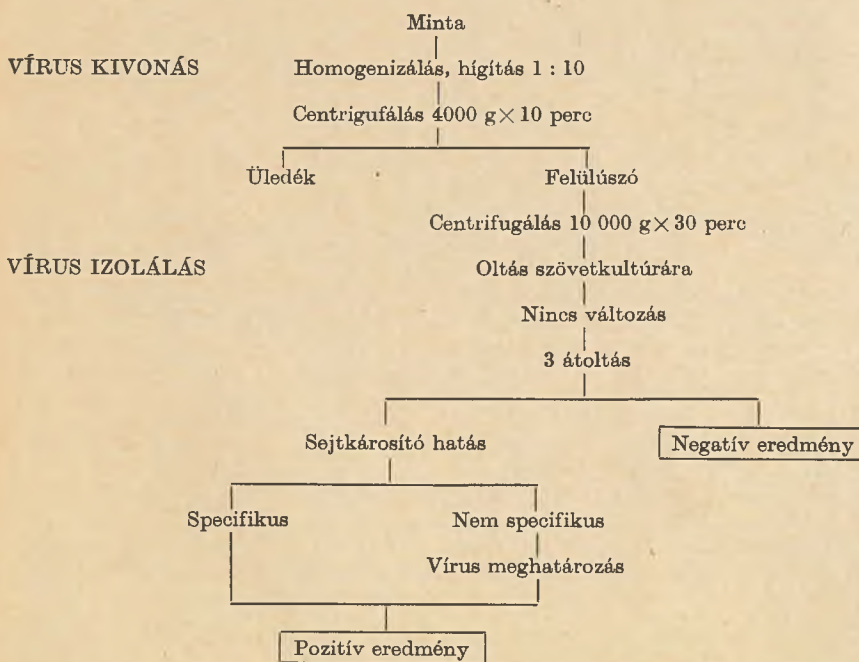 Minta
VÍRUS KIVONÁS Homogenizálás, hígítás 1 : 10
Centrigufálás 4000 g× 10 perc
Üledék Felülúszó
Centrifugálás 10 000 g× 30 perc
VÍRUS IZOLÁLÁS Oltás szövetkultúrára
Nincs változás
3 átoltás
Sejtkárosító hatás Negatív eredmény
Specifikus Nem specifikus
Vírus meghatározás
Pozitív eredmény